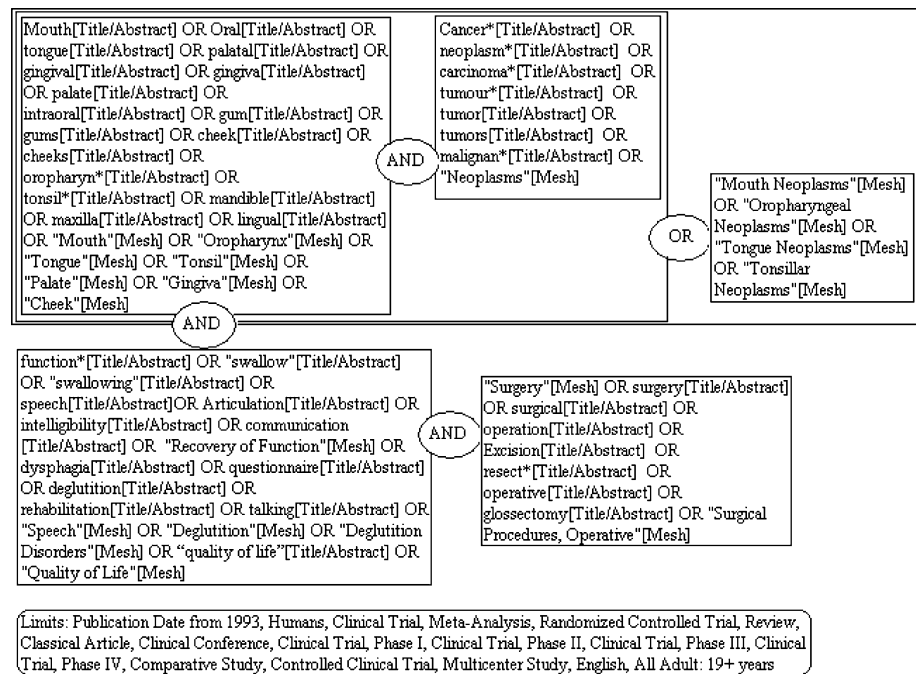 Mouth[Title/Abstract] OR Oral[Title/Abstract] OR
tongue[Title/Abstract] OR palatal[Title/Abstract] OR
gingival[Title/Abstract] OR gingiva[Title/Abstract]
OR palate[Title/Abstract] OR
intraoral[Title/Abstract] OR gum[Title/Abstract] OR
gums[Title/Abstract] OR cheek[Title/Abstract] OR
cheeks[Title/Abstract] OR
oropharyn*[Title/Abstract] OR
tonsil*[Title/Abstract] OR mandible[Title/Abstract]
OR maxilla[Title/Abstract] OR lingual[Title/Abstract]
OR "Mouth"[Mesh] OR "Oropharynx"[Mesh] OR
"Tongue"[Mesh] OR "Tonsil"[Mesh] OR
"Palate"[Mesh] OR "Gingiva"[Mesh] OR
"Cheek"[Mesh]
AND
Cancer*[Title/Abstract] OR
neoplasm*[Title/Abstract] OR
carcinoma*[Title/Abstract] OR
tumour*[Title/Abstract] OR
tumor[Title/Abstract] OR
tumors[Title/Abstract] OR
malignan*[Title/Abstract] OR
"Neoplasms"[Mesh]
OR
"Mouth Neoplasms"[Mesh]
OR "Oropharyngeal
Neoplasms"[Mesh] OR
"Tongue Neoplasms"[Mesh]
OR "Tonsillar
Neoplasms"[Mesh]
AND
function*[Title/Abstract] OR "swallow"[Title/Abstract]
OR "swallowing"[Title/Abstract] OR
speech[Title/Abstract]OR Articulation[Title/Abstract] OR
intelligibility[Title/Abstract] OR communication
[Title/Abstract] OR "Recovery of Function"[Mesh] OR
dysphagia[Title/Abstract] OR questionnaire[Title/Abstract]
OR deglutition[Title/Abstract] OR
rehabilitation[Title/Abstract] OR talking[Title/Abstract] OR
"Speech"[Mesh] OR "Deglutition"[Mesh] OR "Deglutition
Disorders"[Mesh] OR “quality of life”[Title/Abstract] OR
"Quality of Life"[Mesh]
AND
"Surgery"[Mesh] OR surgery[Title/Abstract]
OR surgical[Title/Abstract] OR
operation[Title/Abstract] OR
Excision[Title/Abstract] OR
resect*[Title/Abstract] OR
operative[Title/Abstract] OR
glossectomy[Title/Abstract] OR "Surgical
Procedures, Operative"[Mesh]
Limits: Publication Date from 1993, Humans, Clinical Trial, Meta-Analysis, Randomized Controlled Trial, Review,
Classical Article, Clinical Conference, Clinical Trial, Phase I, Clinical Trial, Phase II, Clinical Trial, Phase III, Clinical
Trial, Phase IV, Comparative Study, Controlled Clinical Trial, Multicenter Study, English, All Adult: 19+ years